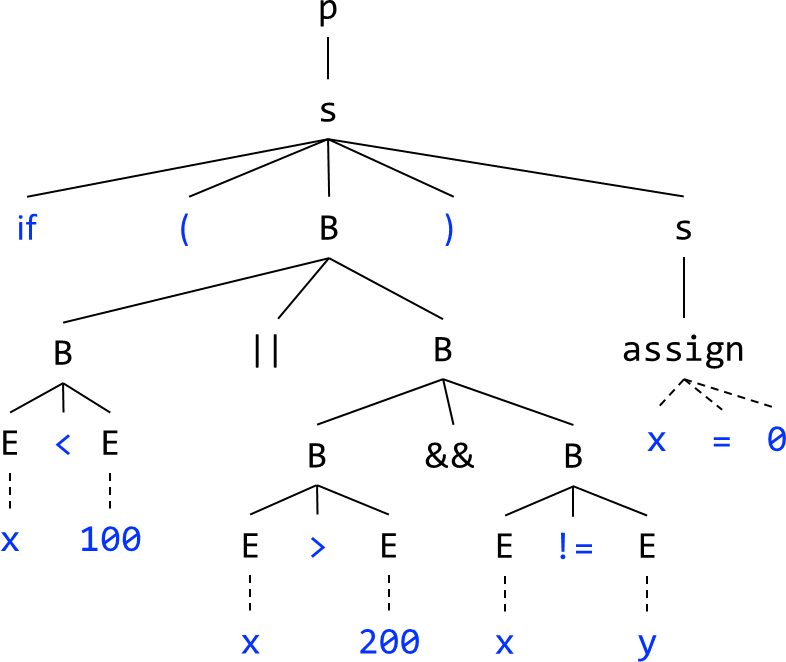 p
s
if ( B ) s
B || B assign
E < E B && B x = 0
x 100 E > E E != E
x 200 x y